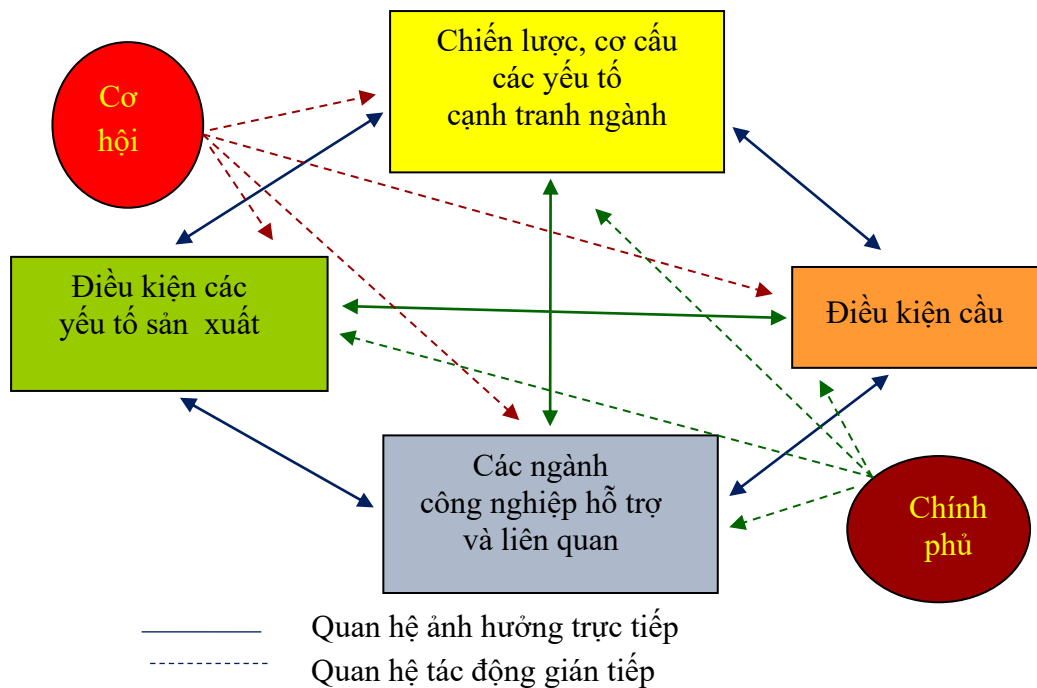 Chiến lược, cơ cấu
các yếu tố
cạnh tranh ngành
Cơ
hội
Điều kiện các
yếu tố sản xuất
Điều kiện cầu
Các ngành
công nghiệp hỗ trợ
và liên quan
Chính
phủ
Quan hệ ảnh hưởng trực tiếp
Quan hệ tác động gián tiếp